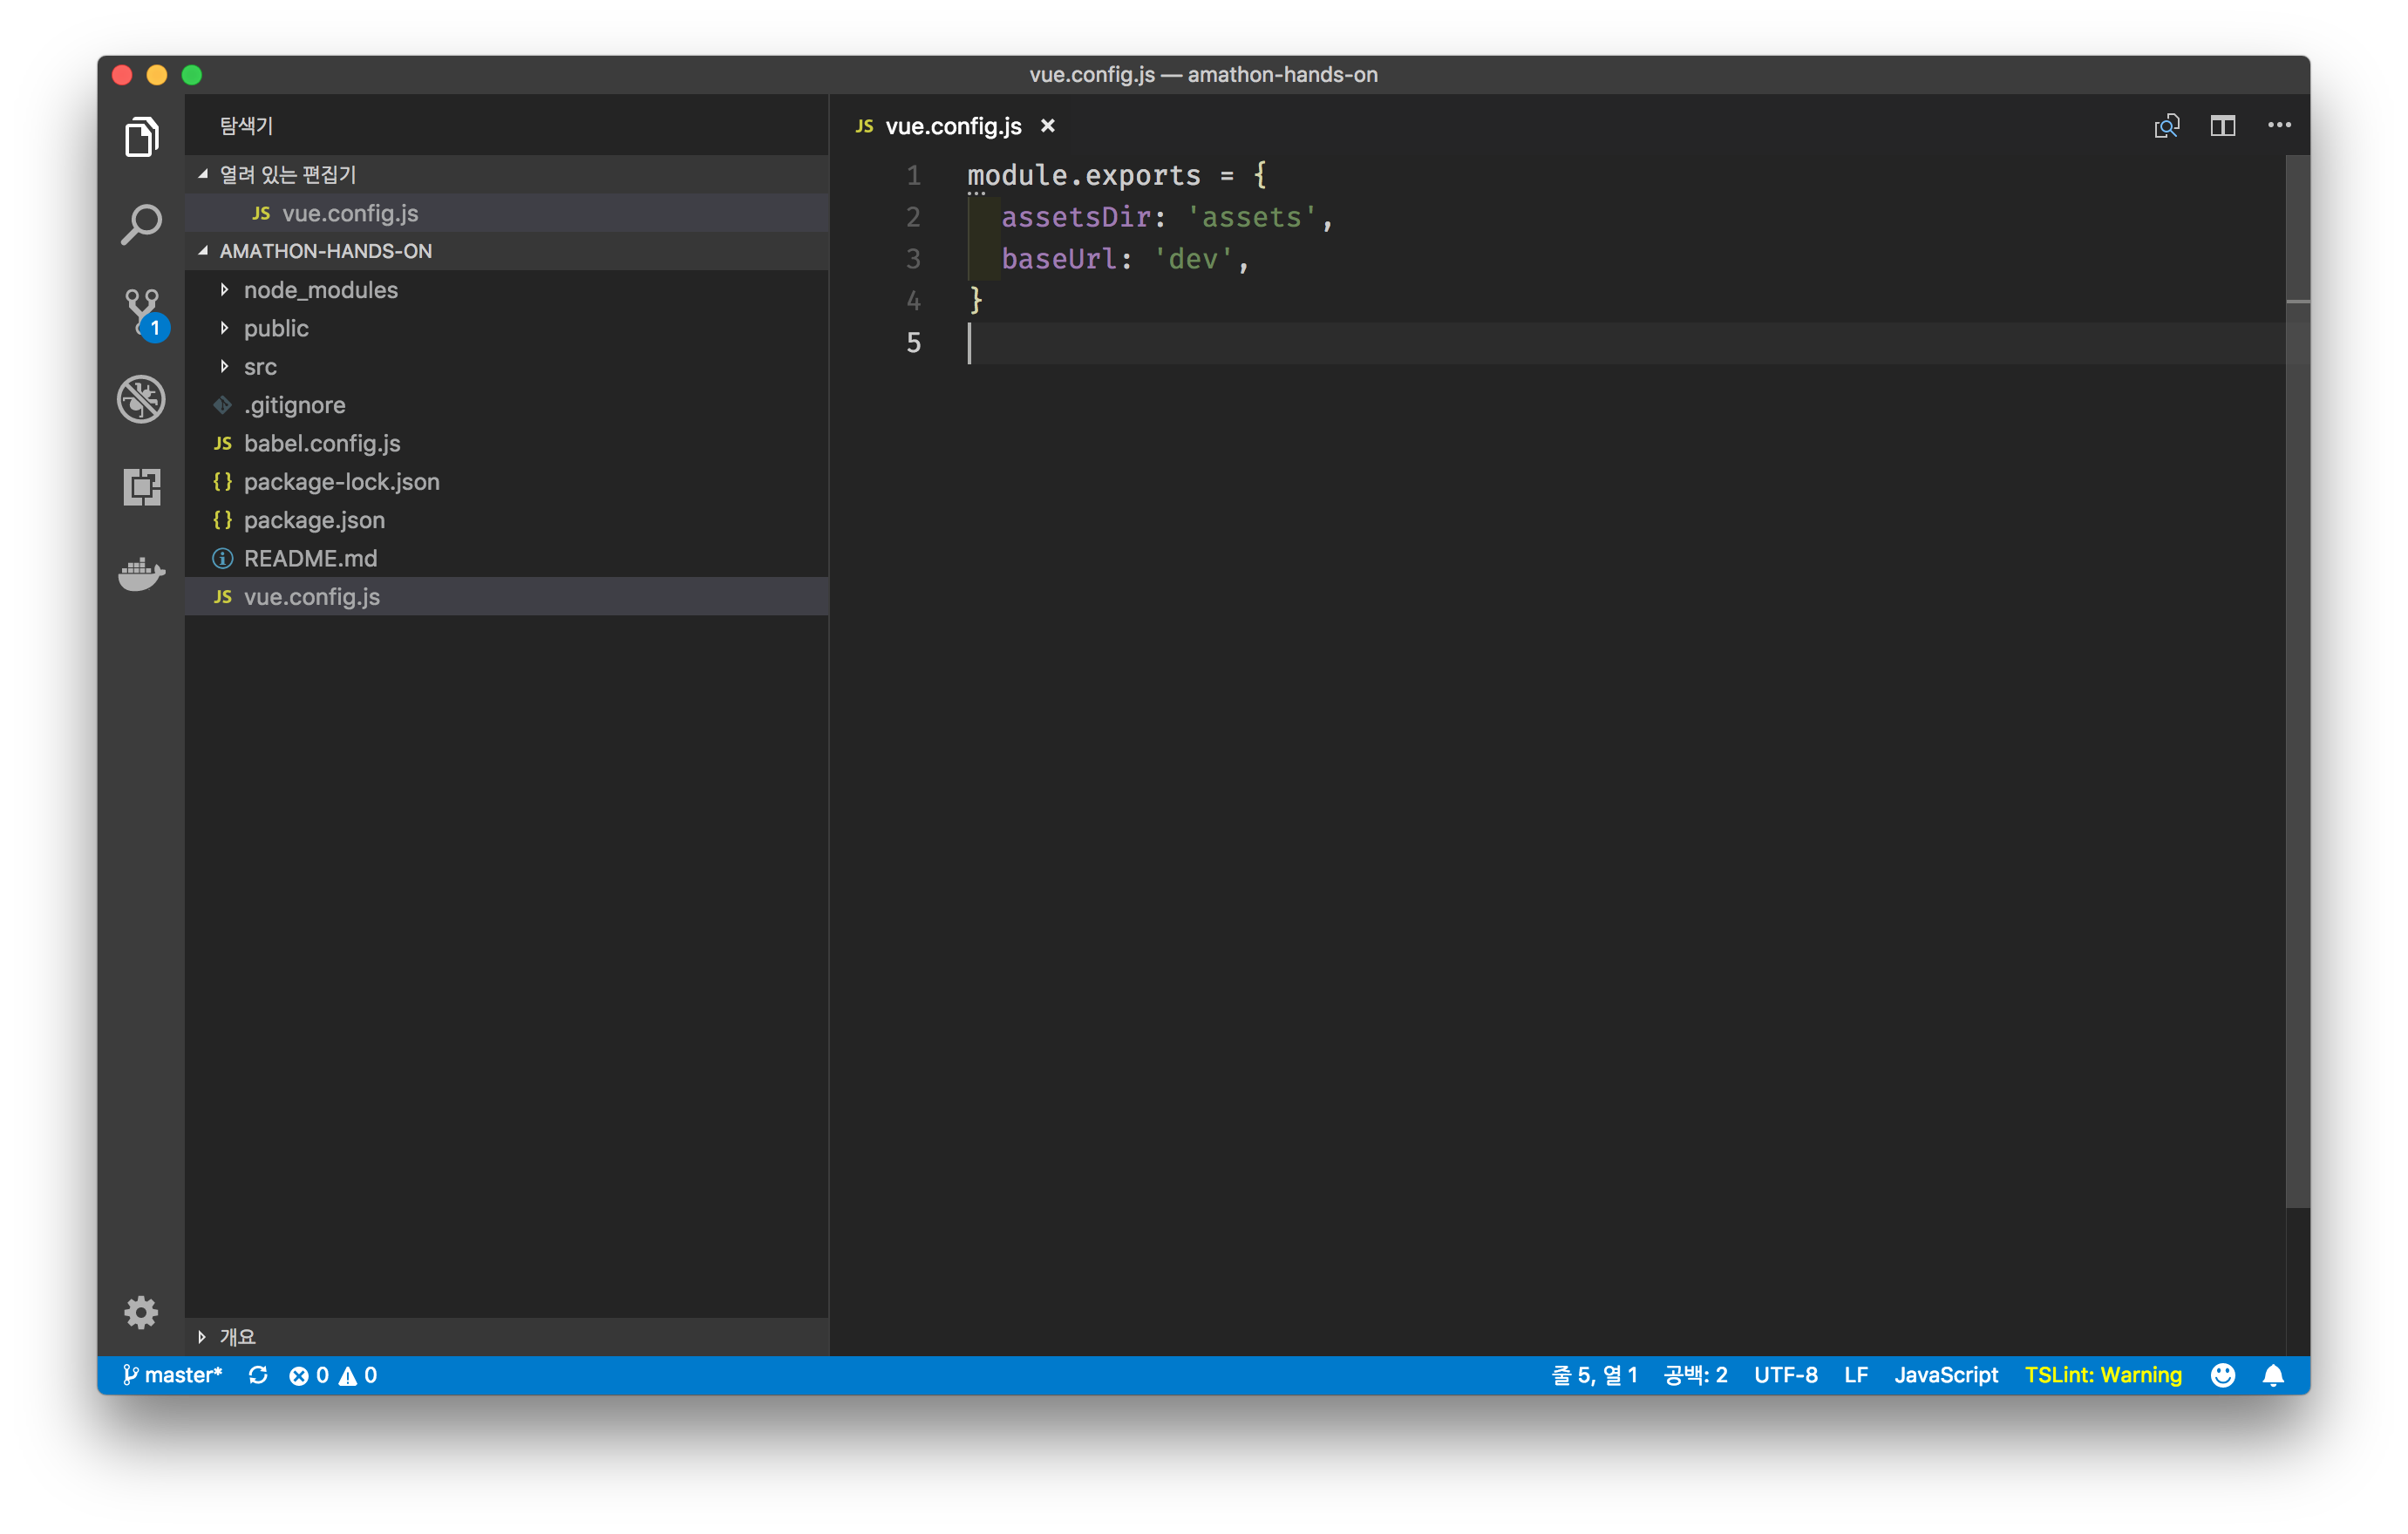 vue.config.js — amathon-hands-on
탐색기
열려 있는 편집기
JS vue.config.js
AMATHON-HANDS-ON
node_modules
public
src
.gitignore
JS babel.config.js
{} package-lock.json
{} package.json
README.md
JS vue.config.js
개요
1
JS vue.config.js ×
1 module.exports = {
2 assetsDir: 'assets',
3 baseUrl: 'dev',
4 }
5
master* 0 0 줄 5, 열 1 공백: 2 UTF-8 LF JavaScript TSLint: Warning